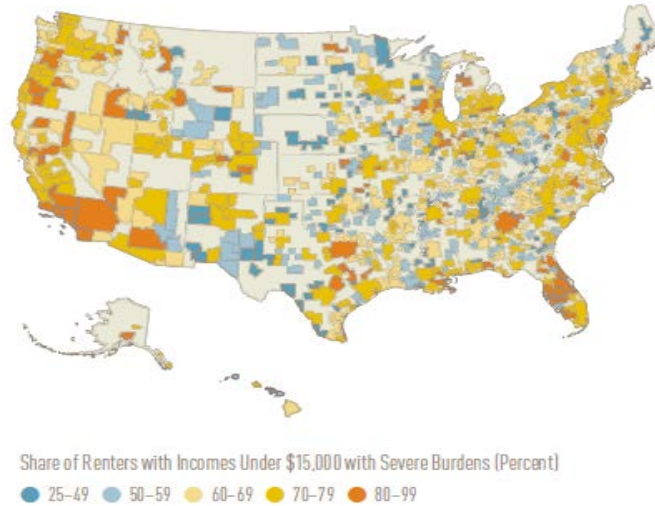 Share of Renters with Incomes Under $15,000 with Severe Burdens (Percent)
25–49 50–59 60–69 70–79 80–99